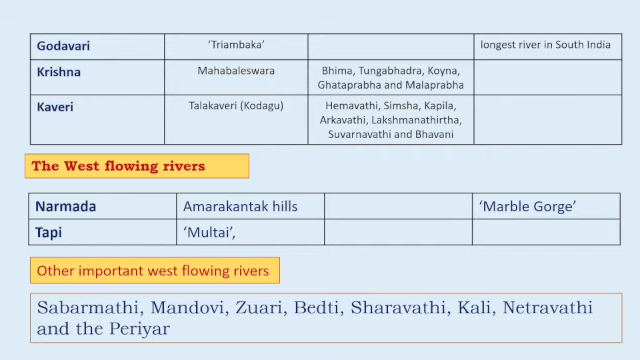 Godavari 'Triambaka' longest river in South India
Krishna Mahabaleswara Bhima, Tungabhadra, Koyna,
Ghataprabha and Malaprabha
Kaveri Talakaveri (Kodagu) Hemavathi, Simsha, Kapila,
Arkavathi, Lakshmanathirtha,
Suvarnavathi and Bhavani
The West flowing rivers
Narmada Amarakantak hills 'Marble Gorge'
Tapi 'Multai',
Other important west flowing rivers
Sabarmathi, Mandovi, Zuari, Bedti, Sharavathi, Kali, Netravathi
and the Periyar